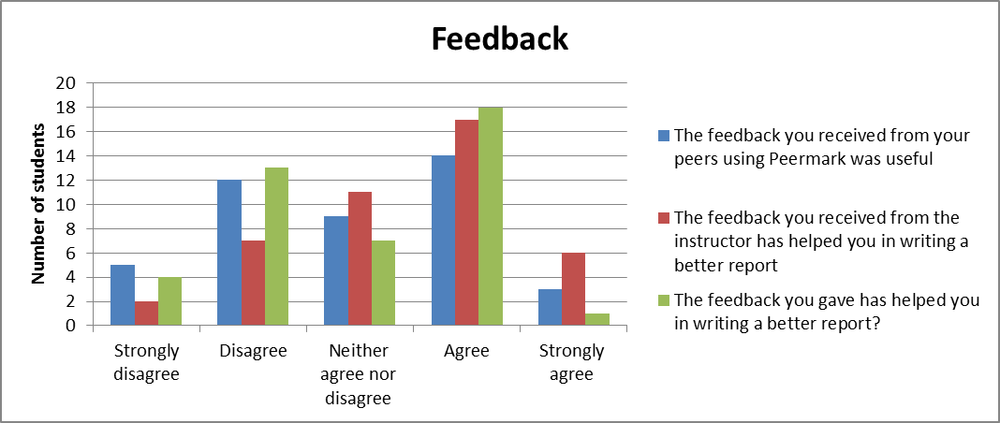 Feedback
20
18
16
14
12
10
8
6
4
2
0
Number of students
Strongly
disagree
Disagree
Neither
agree nor
disagree
Agree
Strongly
agree
The feedback you received from your
peers using Peermark was useful
The feedback you received from the
instructor has helped you in writing a
better report
The feedback you gave has helped you
in writing a better report?